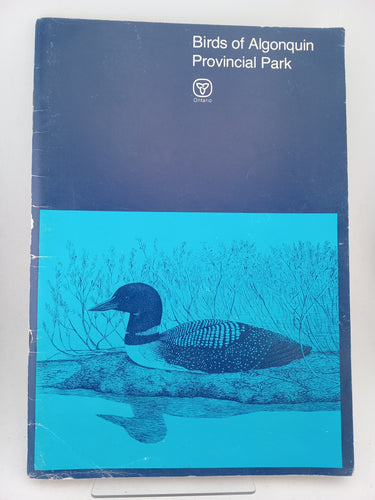 Birds of Algonquin
Provincial Park
Ontario